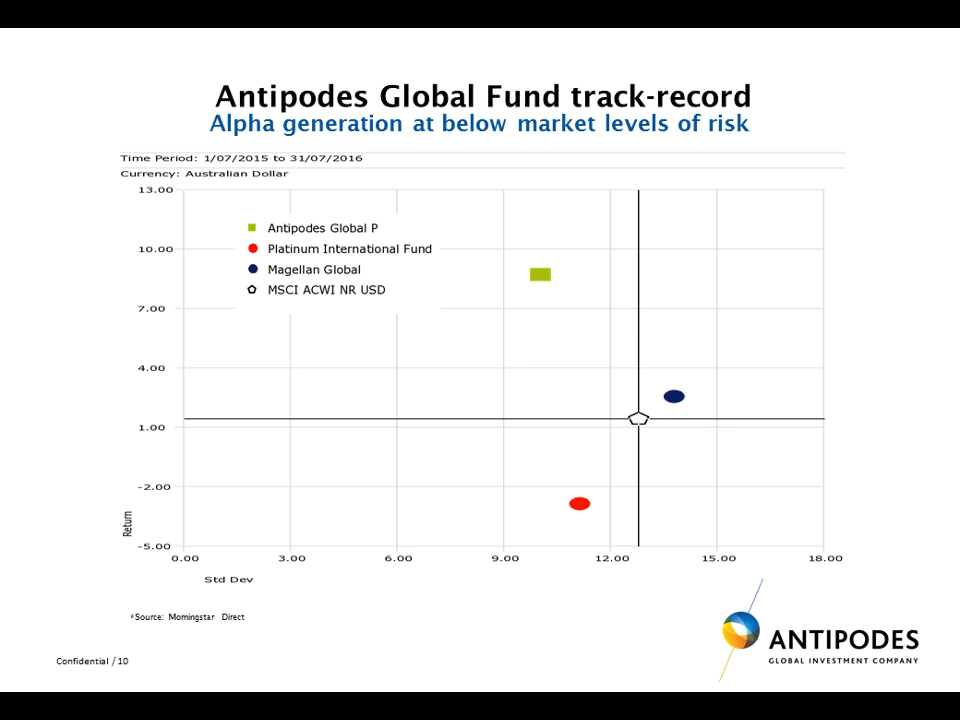 Antipodes Global Fund track-record
Alpha generation at below market levels of risk
Time Period: 1/07/2015 to 31/07/2016
Currency: Australian Dollar
13.00
10.00
7.00
4.00
1.00
-2.00
-5.00
Return
Antipodes Global P
Platinum International Fund
Magellan Global
MSCI ACWI NR USD
0.00 3.00 6.00 9.00 12.00 15.00 18.00
Std Dev
Source: Morningstar Direct
Confidential / 10
ANTIPODES
GLOBAL INVESTMENT COMPANY